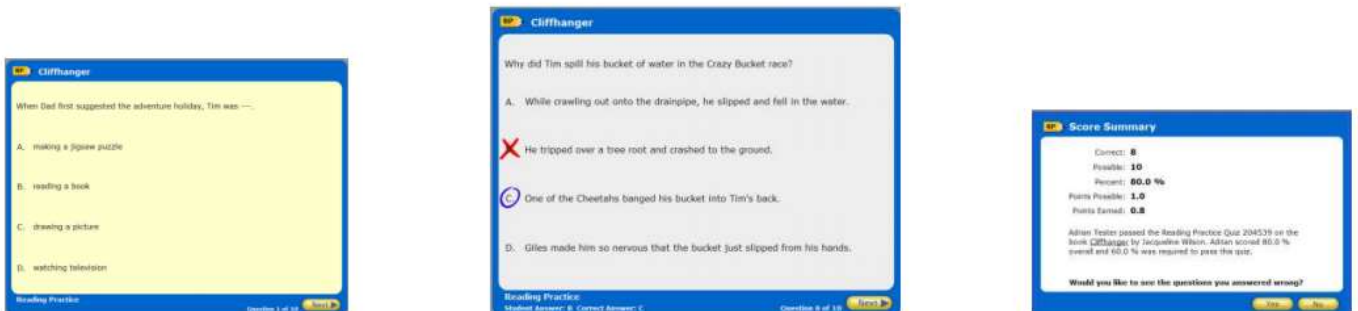 RP Cliffhanger
When Dad first suggested the adventure holiday, Tim was ---.
A. making a jigsaw puzzle
B. reading a book
C. drawing a picture
D. watching television
Reading Practice
Question 1 of 10 Next
RP Cliffhanger
Why did Tim spill his bucket of water in the Crazy Bucket race?
A. While crawling out onto the drainpipe, he slipped and fell in the water.
He tripped over a tree root and crashed to the ground.
C. One of the Cheetahs banged his bucket into Tim's back.
D. Giles made him so nervous that the bucket just slipped from his hands.
Reading Practice
Student Answer: B Correct Answer: C Question 9 of 10 Next
RP Score Summary
Correct: 8
Possible: 10
Percent: 80.0 %
Points Possible: 1.0
Points Earned: 0.8
Adrian Tester passed the Reading Practice Quiz 204539 on the
book Cliffhanger by Jacqueline Wilson. Adrian scored 80.0 %
overall and 60.0 % was required to pass this quiz.
Would you like to see the questions you answered wrong?
Yes No